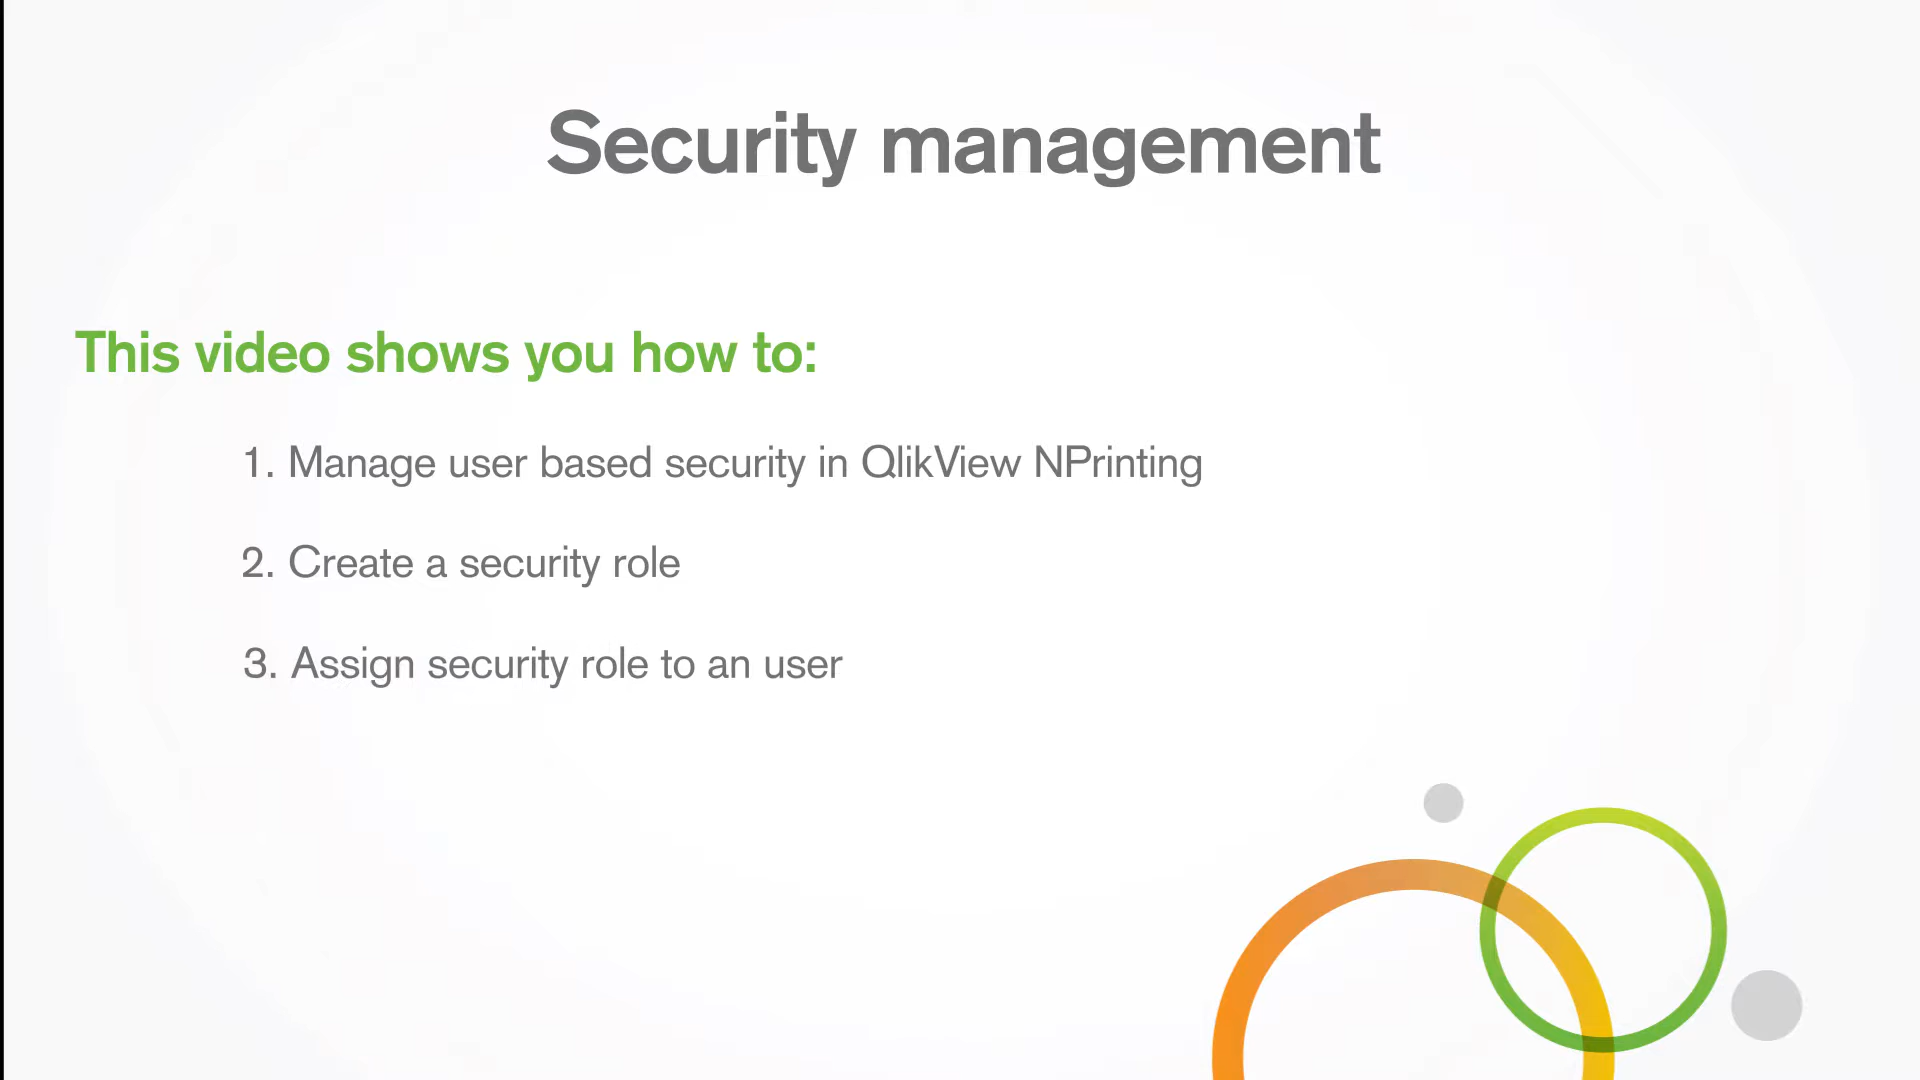 Security management
This video shows you how to:
1. Manage user based security in QlikView NPrinting
2. Create a security role
3. Assign security role to an user